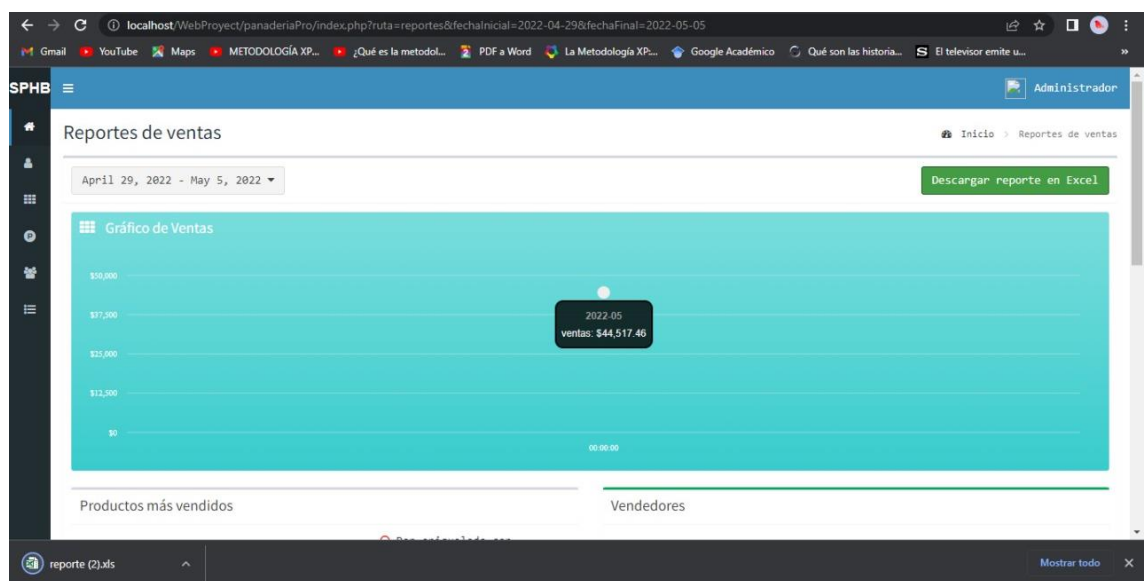 localhost/WebProyect/panaderiaPro/index.php?ruta=reportes&fechaInicial=2022-04-29&fechaFinal=2022-05-05
Gmail YouTube Maps METODOLOGÍA XP... ¿Qué es la metodol... PDF a Word La Metodología XP:... Google Académico Qué son las historia... El televisor emite u... »
SPHB Administrador
Reportes de ventas Inicio > Reportes de ventas
April 29, 2022 - May 5, 2022 Descargar reporte en Excel
Gráfico de Ventas
$50,000
$37,500
2022-05
ventas: $44,517.46
$25,000
$12,500
$0
00:00:00
Productos más vendidos Vendedores
reporte (2).xls Mostrar todo